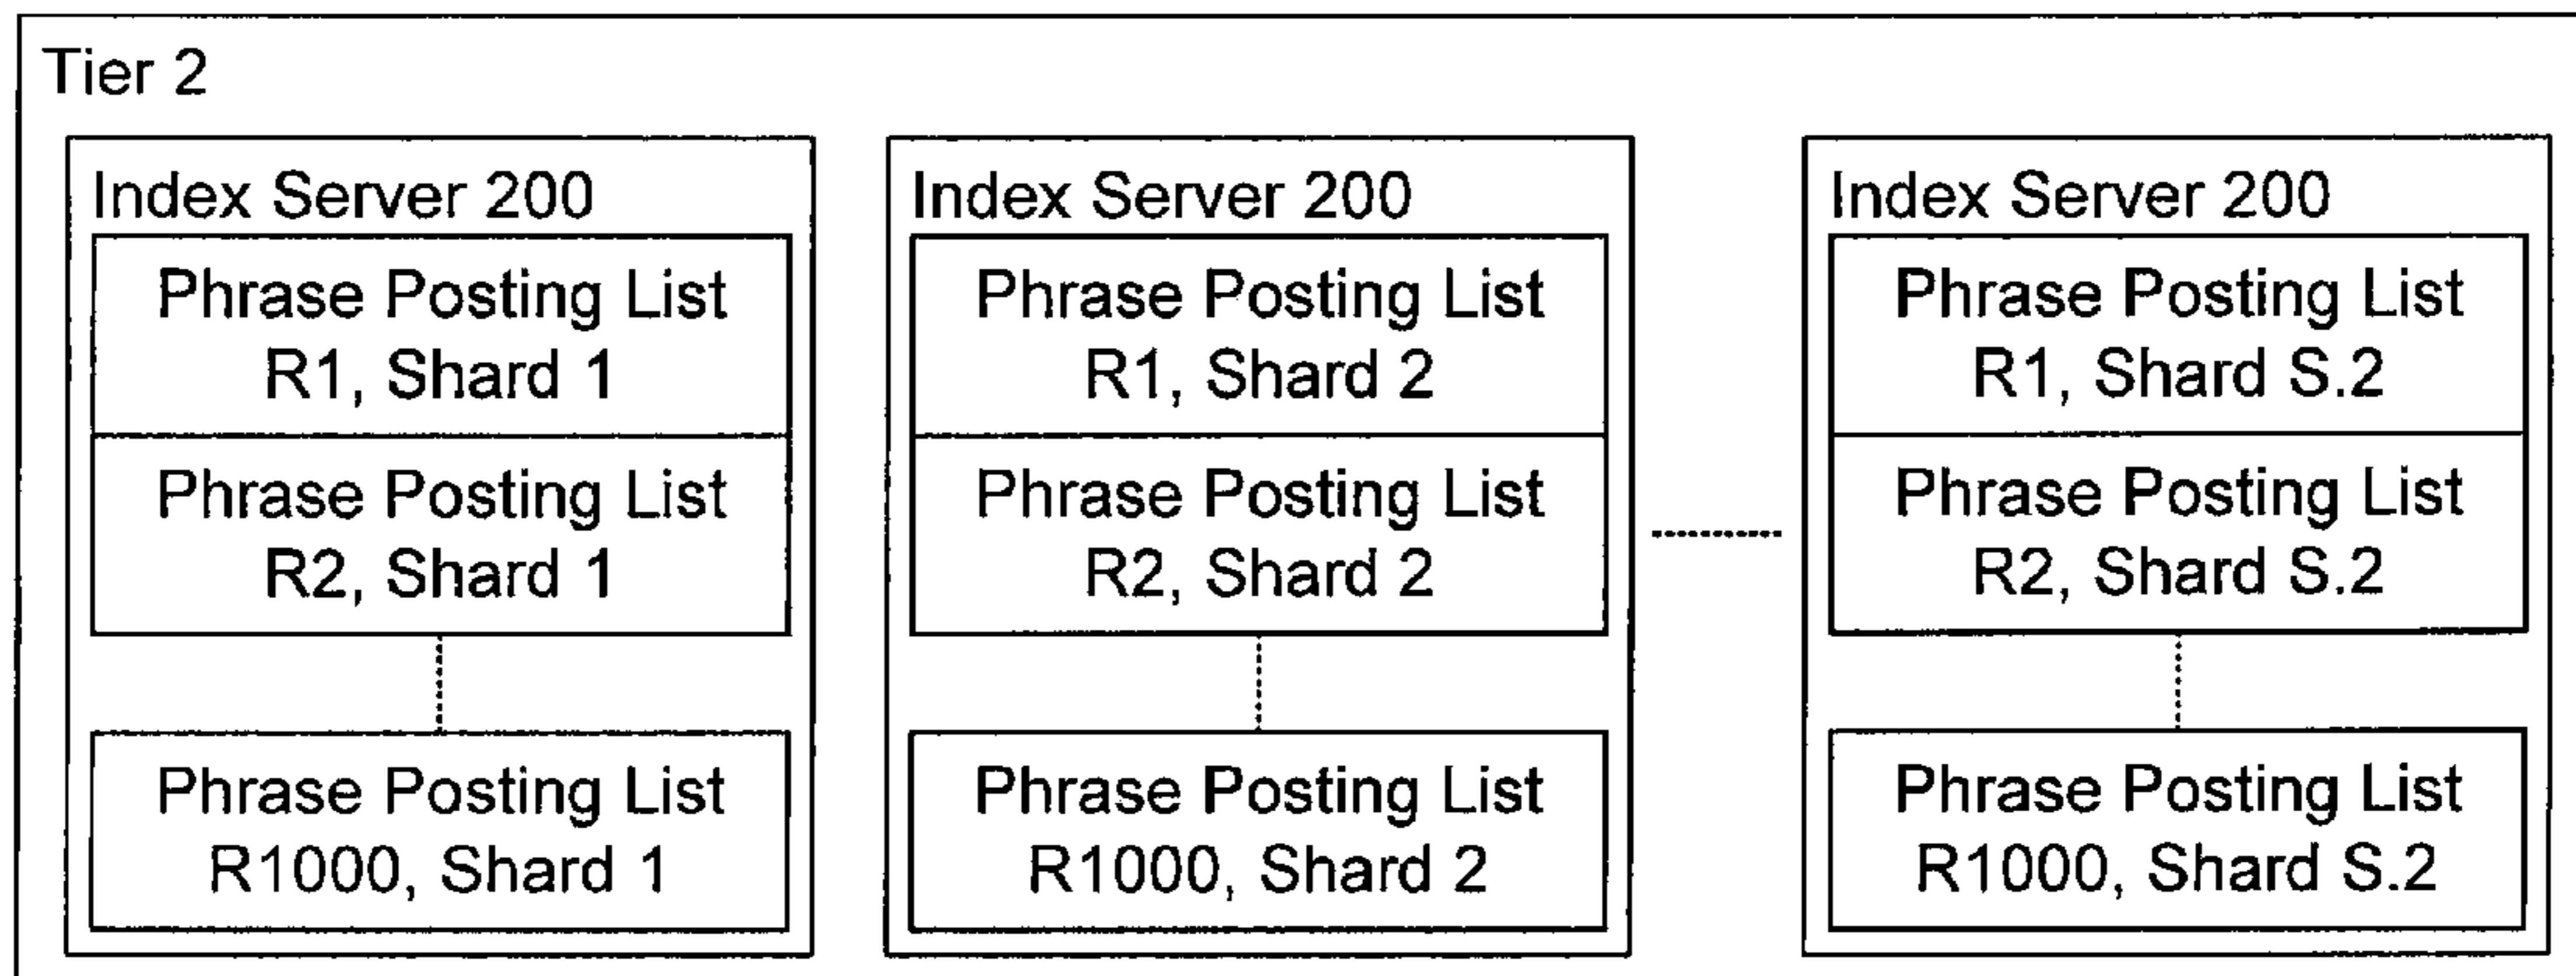 Tier 2
Index Server 200
Phrase Posting List
R1, Shard 1
Phrase Posting List
R2, Shard 1
Phrase Posting List
R1000, Shard 1
Index Server 200
Phrase Posting List
R1, Shard 2
Phrase Posting List
R2, Shard 2
Phrase Posting List
R1000, Shard 2
Index Server 200
Phrase Posting List
R1, Shard S.2
Phrase Posting List
R2, Shard S.2
Phrase Posting List
R1000, Shard S.2